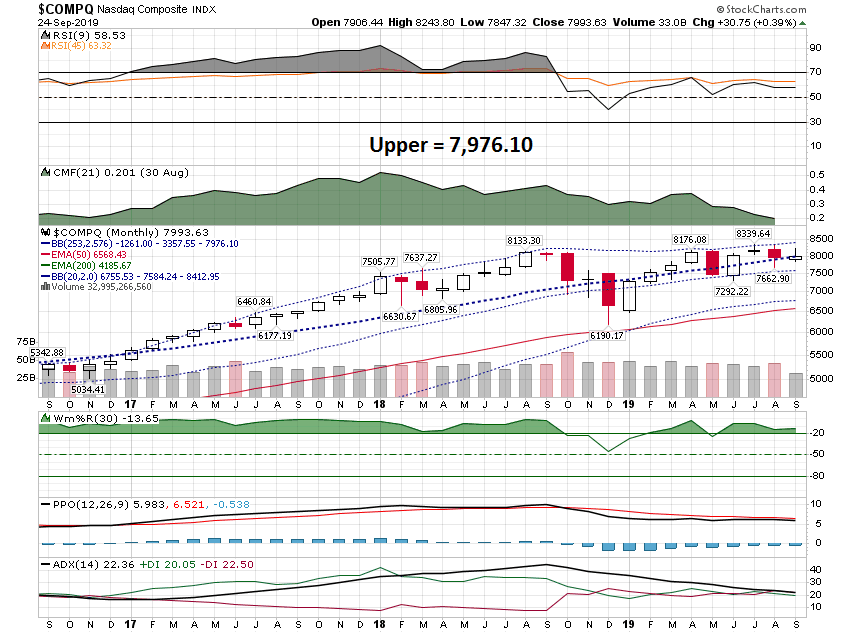 $COMPQ Nasdaq Composite INDX
© StockCharts.com
24-Sep-2019
Open 7906.44 High 8243.80 Low 7847.32 Close 7993.63 Volume 33.0B Chg +30.75 (+0.39%)
RSI(9) 58.53
RSI(45) 63.32
90
70
50
30
10
Upper = 7,976.10
CMF(21) 0.201 (30 Aug)
0.5
0.4
0.3
0.2
$COMPQ (Monthly) 7993.63
BB(253,2.576) -1261.00 - 3357.55 - 7976.10
EMA(50) 6568.43
EMA(200) 4185.67
BB(20,2.0) 6755.53 - 7584.24 - 8412.95
Volume 32,995,266,560
8500
8000
7500
7000
6500
6000
5500
5000
75B
50B
25B
5342.88
5034.41
6460.84
6177.19
7505.77
6630.67
7637.27
6805.96
8133.30
6190.17
8176.08
7292.22
8339.64
7662.90
S O N D 17 F M A M J J A S O N D 18 F M A M J J A S O N D 19 F M A M J J A S
Wm%R(30) -13.65
-20
-50
-80
PPO(12,26,9) 5.983, 6.521, -0.538
10
5
0
ADX(14) 22.36 +DI 20.05 -DI 22.50
40
30
20
10
S O N D 17 F M A M J J A S O N D 18 F M A M J J A S O N D 19 F M A M J J A S